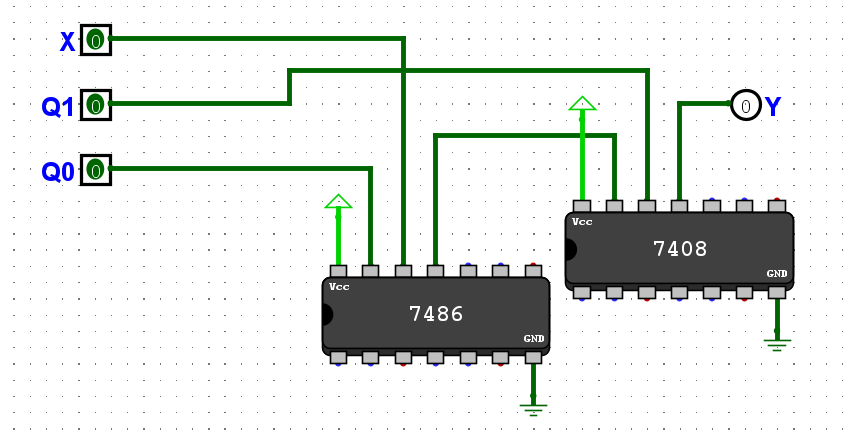 X 0
Q1 0
0 Y
Q0 0
Vcc
7408
GND
Vcc
7486
GND